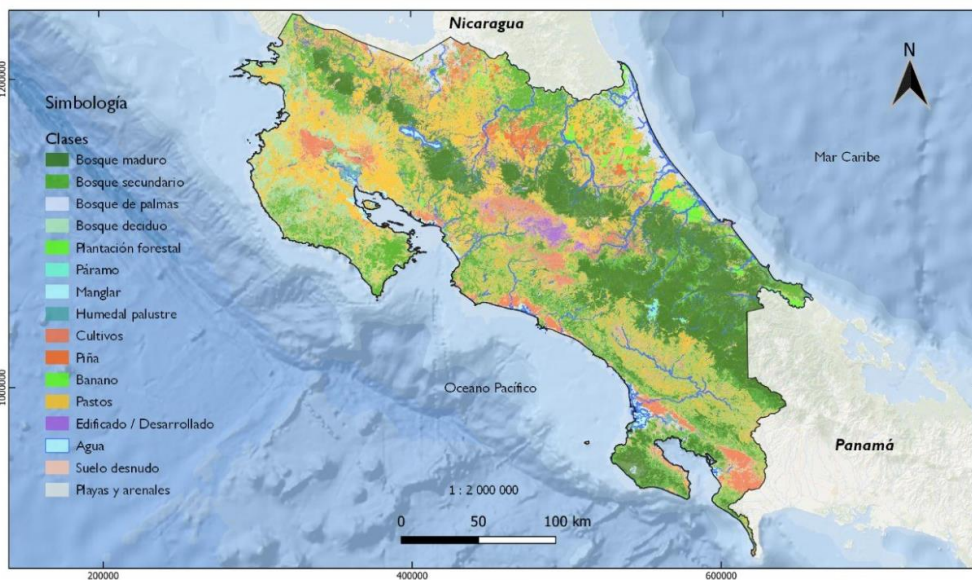 Nicaragua
N
1200000
Simbología
Clases
Bosque maduro
Bosque secundario
Bosque de palmas
Bosque deciduo
Plantación forestal
Páramo
Manglar
Humedal palustre
Cultivos
Piña
Banano
Pastos
Edificado / Desarrollado
Agua
Suelo desnudo
Playas y arenales
Mar Caribe
1000000
Oceano Pacífico
Panamá
1 : 2 000 000
0 50 100 km
200000 400000 600000